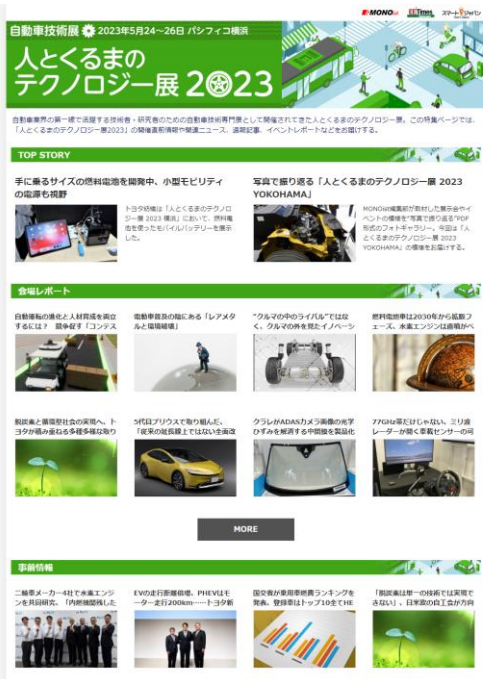 MONOist EE Times スマートジャパン
自動車技術展 2023年5月24~26日 パシフィコ横浜
人とくるまの
テクノロジー展 2023
自動車業界の第一線で活躍する技術者・研究者のための自動車技術専門展として開催されてきた人とくるまのテクノロジー展。この特集ページでは、
「人とくるまのテクノロジー展2023」の開催直前情報や関連ニュース、速報記事、イベントレポートなどをお届けする。
TOP STORY
手に乗るサイズの燃料電池を開発中、小型モビリティ
の電源も視野
トヨタ紡織は「人とくるまのテクノロ
ジー展 2023 横浜」において、燃料電
池を使ったモバイルバッテリーを展示
した。
写真で振り返る「人とくるまのテクノロジー展 2023
YOKOHAMA」
MONOist編集部が取材した展示会やイ
ベントの模様を“写真で振り返る”PDF
形式のフォトギャラリー。今回は「人
とくるまのテクノロジー展 2023
YOKOHAMA」の模様をお届けする。
会場レポート
自動運転の進化と人材育成を両立
するには? 競争促す「コンテス
電動車普及の陰にある「レアメタ
ルと環境破壊」
“クルマの中のライバル”ではな
く、クルマの外を見たイノベーシ
燃料電池車は2030年から拡販フ
ェーズ、水素エンジンは直噴がベ
脱炭素と循環型社会の実現へ、ト
ヨタが積み重ねる多種多様な取り
5代目プリウスで取り組んだ、
「従来の延長線上ではない全面改
クラレがADASカメラ画像の光学
ひずみを解消する中間膜を製品化
77GHz帯だけじゃない、ミリ波
レーダーが開く車載センサーの可
MORE
事前情報
二輪車メーカー4社で水素エンジ
ンを共同研究、「内燃機関残した
EVの走行距離倍増、PHEVはモ
ーター走行200km……トヨタ新
国交省が乗用車燃費ランキングを
発表、登録車はトップ10全てHE
「脱炭素は単一の技術では実現で
きない」、日米欧の自工会が方向